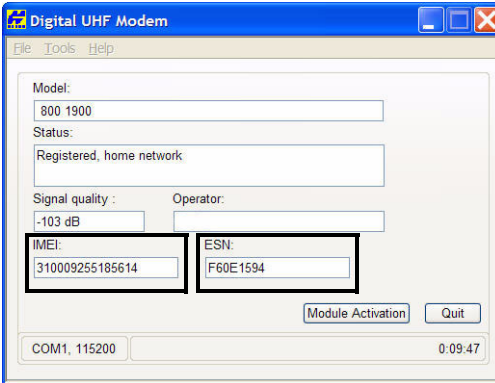 Digital UHF Modem
File Tools Help
Model:
800 1900
Status:
Registered, home network
Signal quality : Operator:
-103 dB
IMEI: ESN:
310009255185614 F60E1594
Module Activation Quit
COM1, 115200 0:09:47